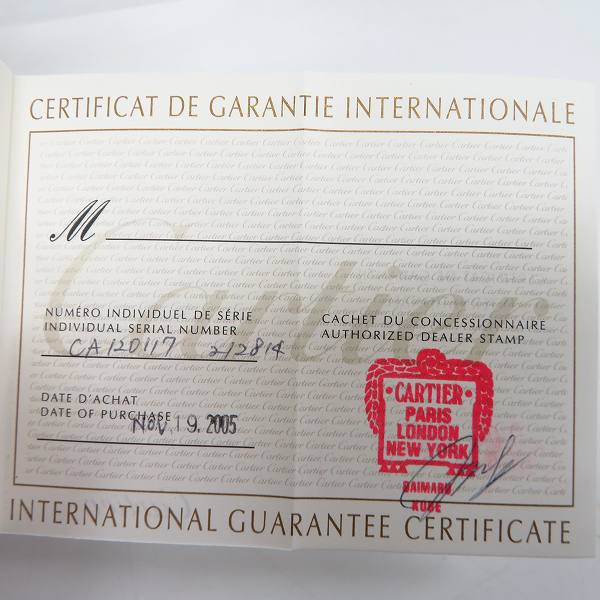 CERTIFICAT DE GARANTIE INTERNATIONALE
M
Cartier
NUMÉRO INDIVIDUEL DE SÉRIE
INDIVIDUAL SERIAL NUMBER
CA120117 212814
CACHET DU CONCESSIONNAIRE
AUTHORIZED DEALER STAMP
DATE D'ACHAT
DATE OF PURCHASE
NOV. 19. 2005
CARTIER
PARIS
LONDON
NEW YORK
DAIMARU
KOBE
INTERNATIONAL GUARANTEE CERTIFICATE